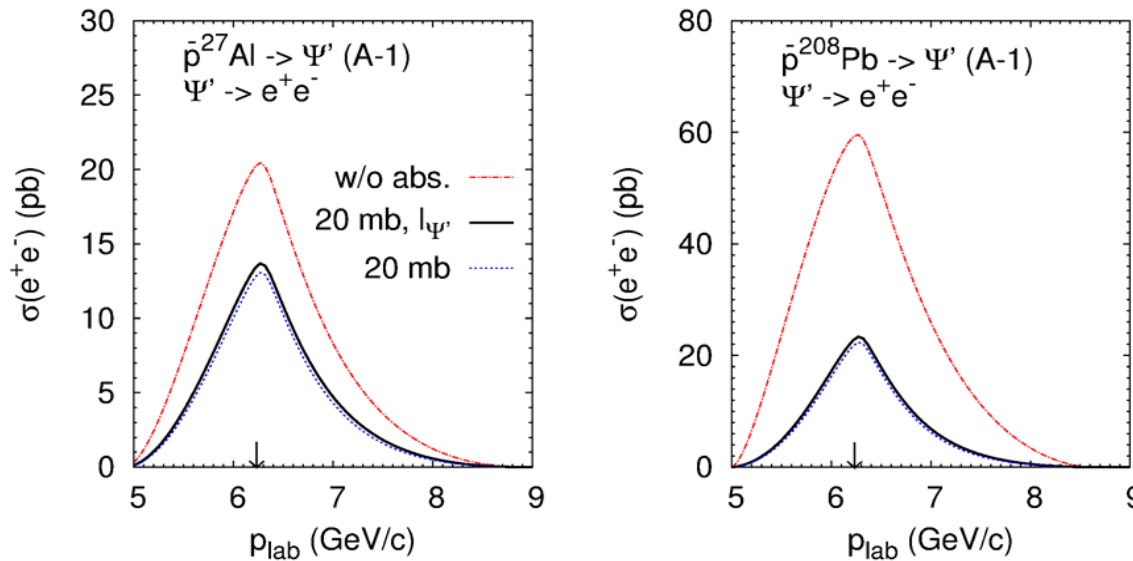 p̄²⁷Al -> Ψ' (A-1)
Ψ' -> e⁺e⁻
w/o abs.
20 mb, l_Ψ'
20 mb
σ(e⁺e⁻) (pb)
30
25
20
15
10
5
0
5 6 7 8 9
p_lab (GeV/c)
p̄²⁰⁸Pb -> Ψ' (A-1)
Ψ' -> e⁺e⁻
σ(e⁺e⁻) (pb)
80
60
40
20
0
5 6 7 8 9
p_lab (GeV/c)